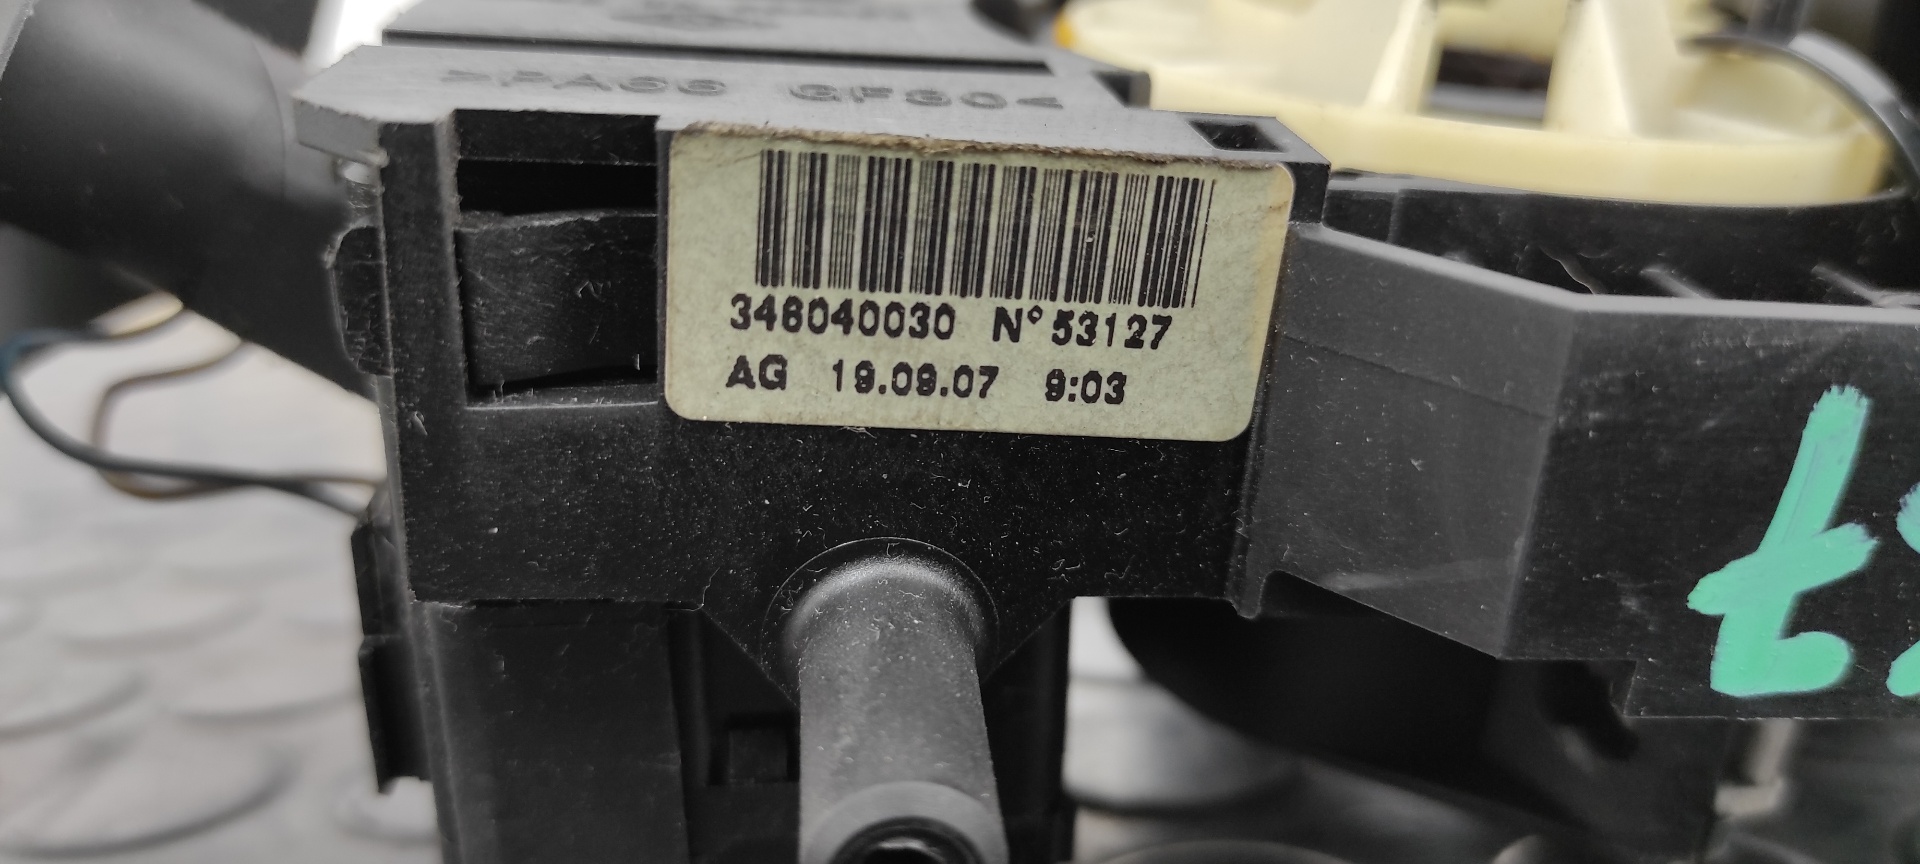 >PA66 GF30<
346040030 N° 53127
AG 19.09.07 9:03